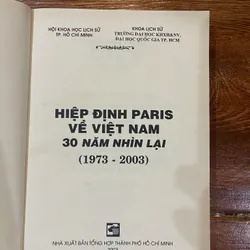 HỘI KHOA HỌC LỊCH SỬ
TP. HỒ CHÍ MINH
KHOA LỊCH SỬ
TRƯỜNG ĐẠI HỌC KHXH&NV,
ĐẠI HỌC QUỐC GIA TP. HCM
HIỆP ĐỊNH PARIS
VỀ VIỆT NAM
30 NĂM NHÌN LẠI
(1973 - 2003)
NHÀ XUẤT BẢN TỔNG HỢP THÀNH PHỐ HỒ CHÍ MINH